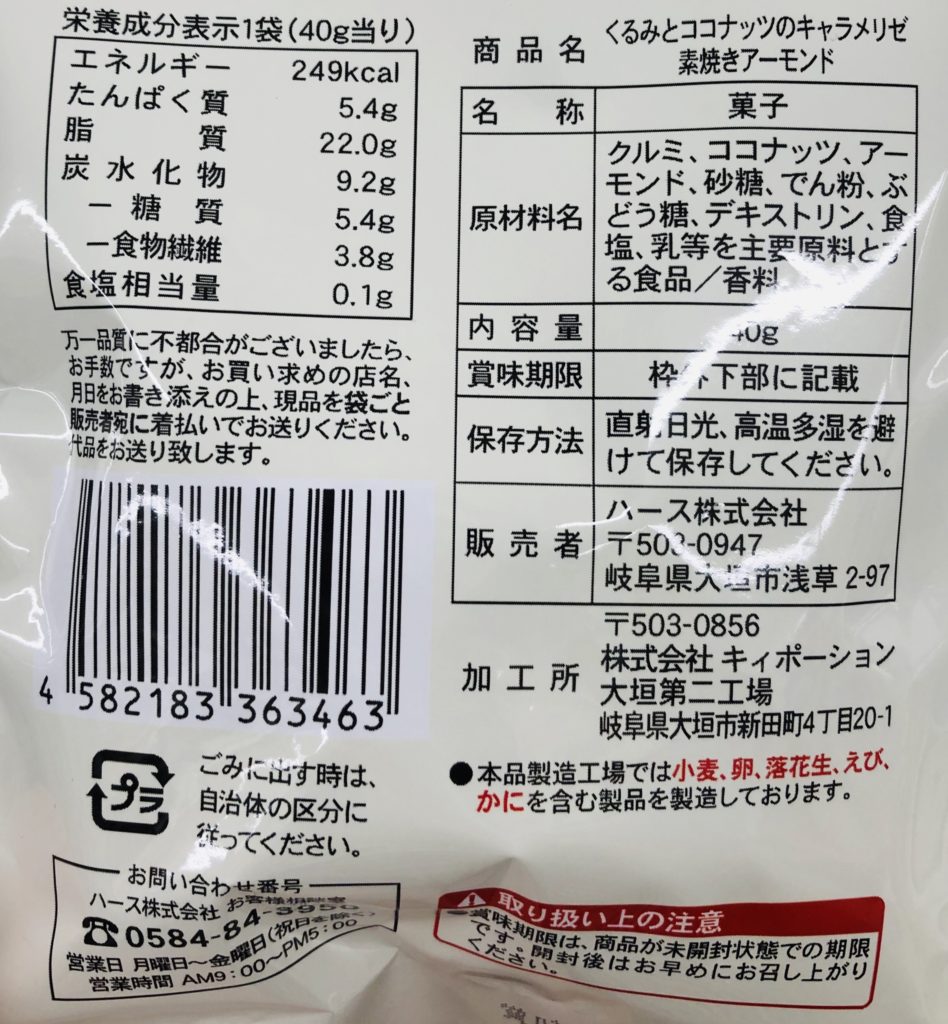 栄養成分表示1袋(40g当り)
エネルギー 249kcal
たんぱく質 5.4g
脂質 22.0g
炭水化物 9.2g
－糖質 5.4g
－食物繊維 3.8g
食塩相当量 0.1g
万一品質に不都合がございましたら、
お手数ですが、お買い求めの店名、
月日をお書き添えの上、現品を袋ごと
販売者宛に着払いでお送りください。
代品をお送り致します。
4 582183 363463
プラ
ごみに出す時は、
自治体の区分に
従ってください。
お問い合わせ番号
ハース株式会社 お客様相談室
☎0584-84-3950
営業日 月曜日～金曜日(祝日を除く)
営業時間 AM9:00～PM5:00
商品名 くるみとココナッツのキャラメリゼ
素焼きアーモンド
名称 菓子
原材料名 クルミ、ココナッツ、アー
モンド、砂糖、でん粉、ぶ
どう糖、デキストリン、食
塩、乳等を主要原料とす
る食品／香料
内容量 40g
賞味期限 枠外下部に記載
保存方法 直射日光、高温多湿を避
けて保存してください。
販売者 ハース株式会社
〒503-0947
岐阜県大垣市浅草 2-97
加工所 〒503-0856
株式会社 キィポーション
大垣第二工場
岐阜県大垣市新田町4丁目20-1
●本品製造工場では小麦、卵、落花生、えび、
かにを含む製品を製造しております。
取り扱い上の注意
賞味期限は、商品が未開封状態での期限
です。開封後はお早めにお召し上がり
ください。